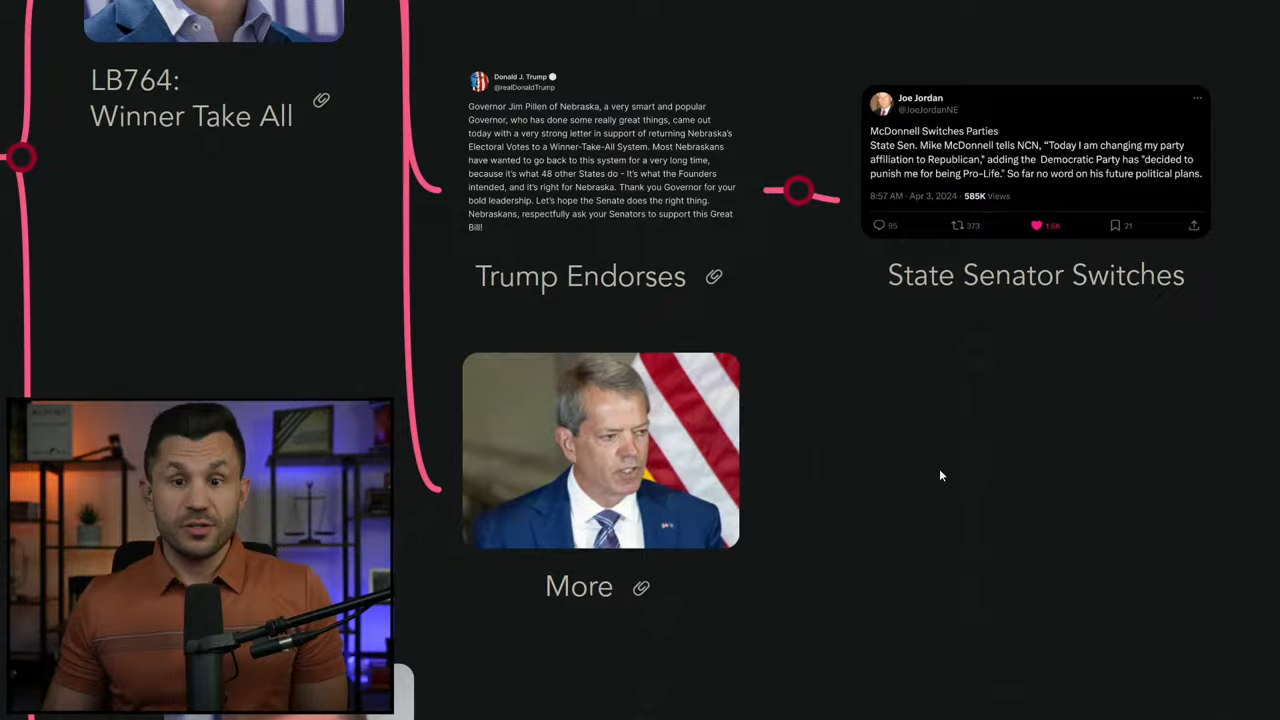 LB764:
Winner Take All
Donald J. Trump
@realDonaldTrump
Governor Jim Pillen of Nebraska, a very smart and popular
Governor, who has done some really great things, came out
today with a very strong letter in support of returning Nebraska's
Electoral Votes to a Winner-Take-All System. Most Nebraskans
have wanted to go back to this system for a very long time,
because it's what 48 other States do - It's what the Founders
intended, and it's right for Nebraska. Thank you Governor for your
bold leadership. Let's hope the Senate does the right thing.
Nebraskans, respectfully ask your Senators to support this Great
Bill!
Trump Endorses
Joe Jordan
@JoeJordanNE
McDonnell Switches Parties
State Sen. Mike McDonnell tells NCN, "Today I am changing my party
affiliation to Republican," adding the Democratic Party has "decided to
punish me for being Pro-Life." So far no word on his future political plans.
8:57 AM · Apr 3, 2024 · 585K Views
95 373 1.6K 21
State Senator Switches
More